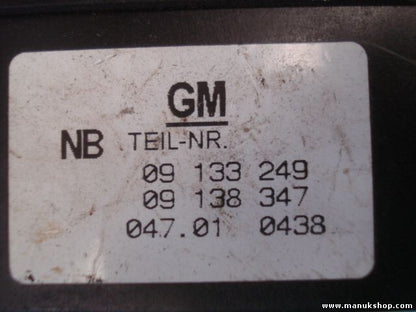 GM
NB TEIL-NR.
09 133 249
09 138 347
047.01 0438
www.manukshop.com